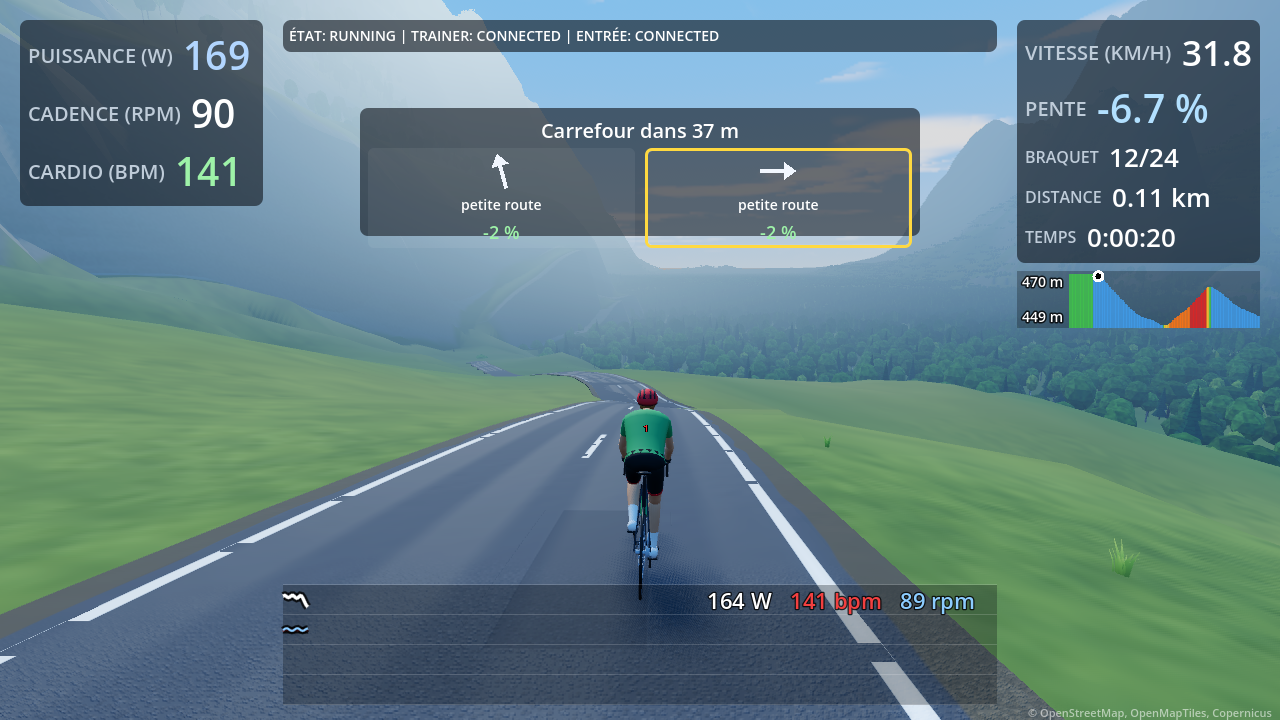 PUISSANCE (W) 169
CADENCE (RPM) 90
CARDIO (BPM) 141
ÉTAT: RUNNING | TRAINER: CONNECTED | ENTRÉE: CONNECTED
Carrefour dans 37 m
petite route
-2 %
petite route
-2 %
VITESSE (KM/H) 31.8
PENTE -6.7 %
BRAQUET 12/24
DISTANCE 0.11 km
TEMPS 0:00:20
470 m
449 m
1
164 W 141 bpm 89 rpm
© OpenStreetMap, OpenMapTiles, Copernicus